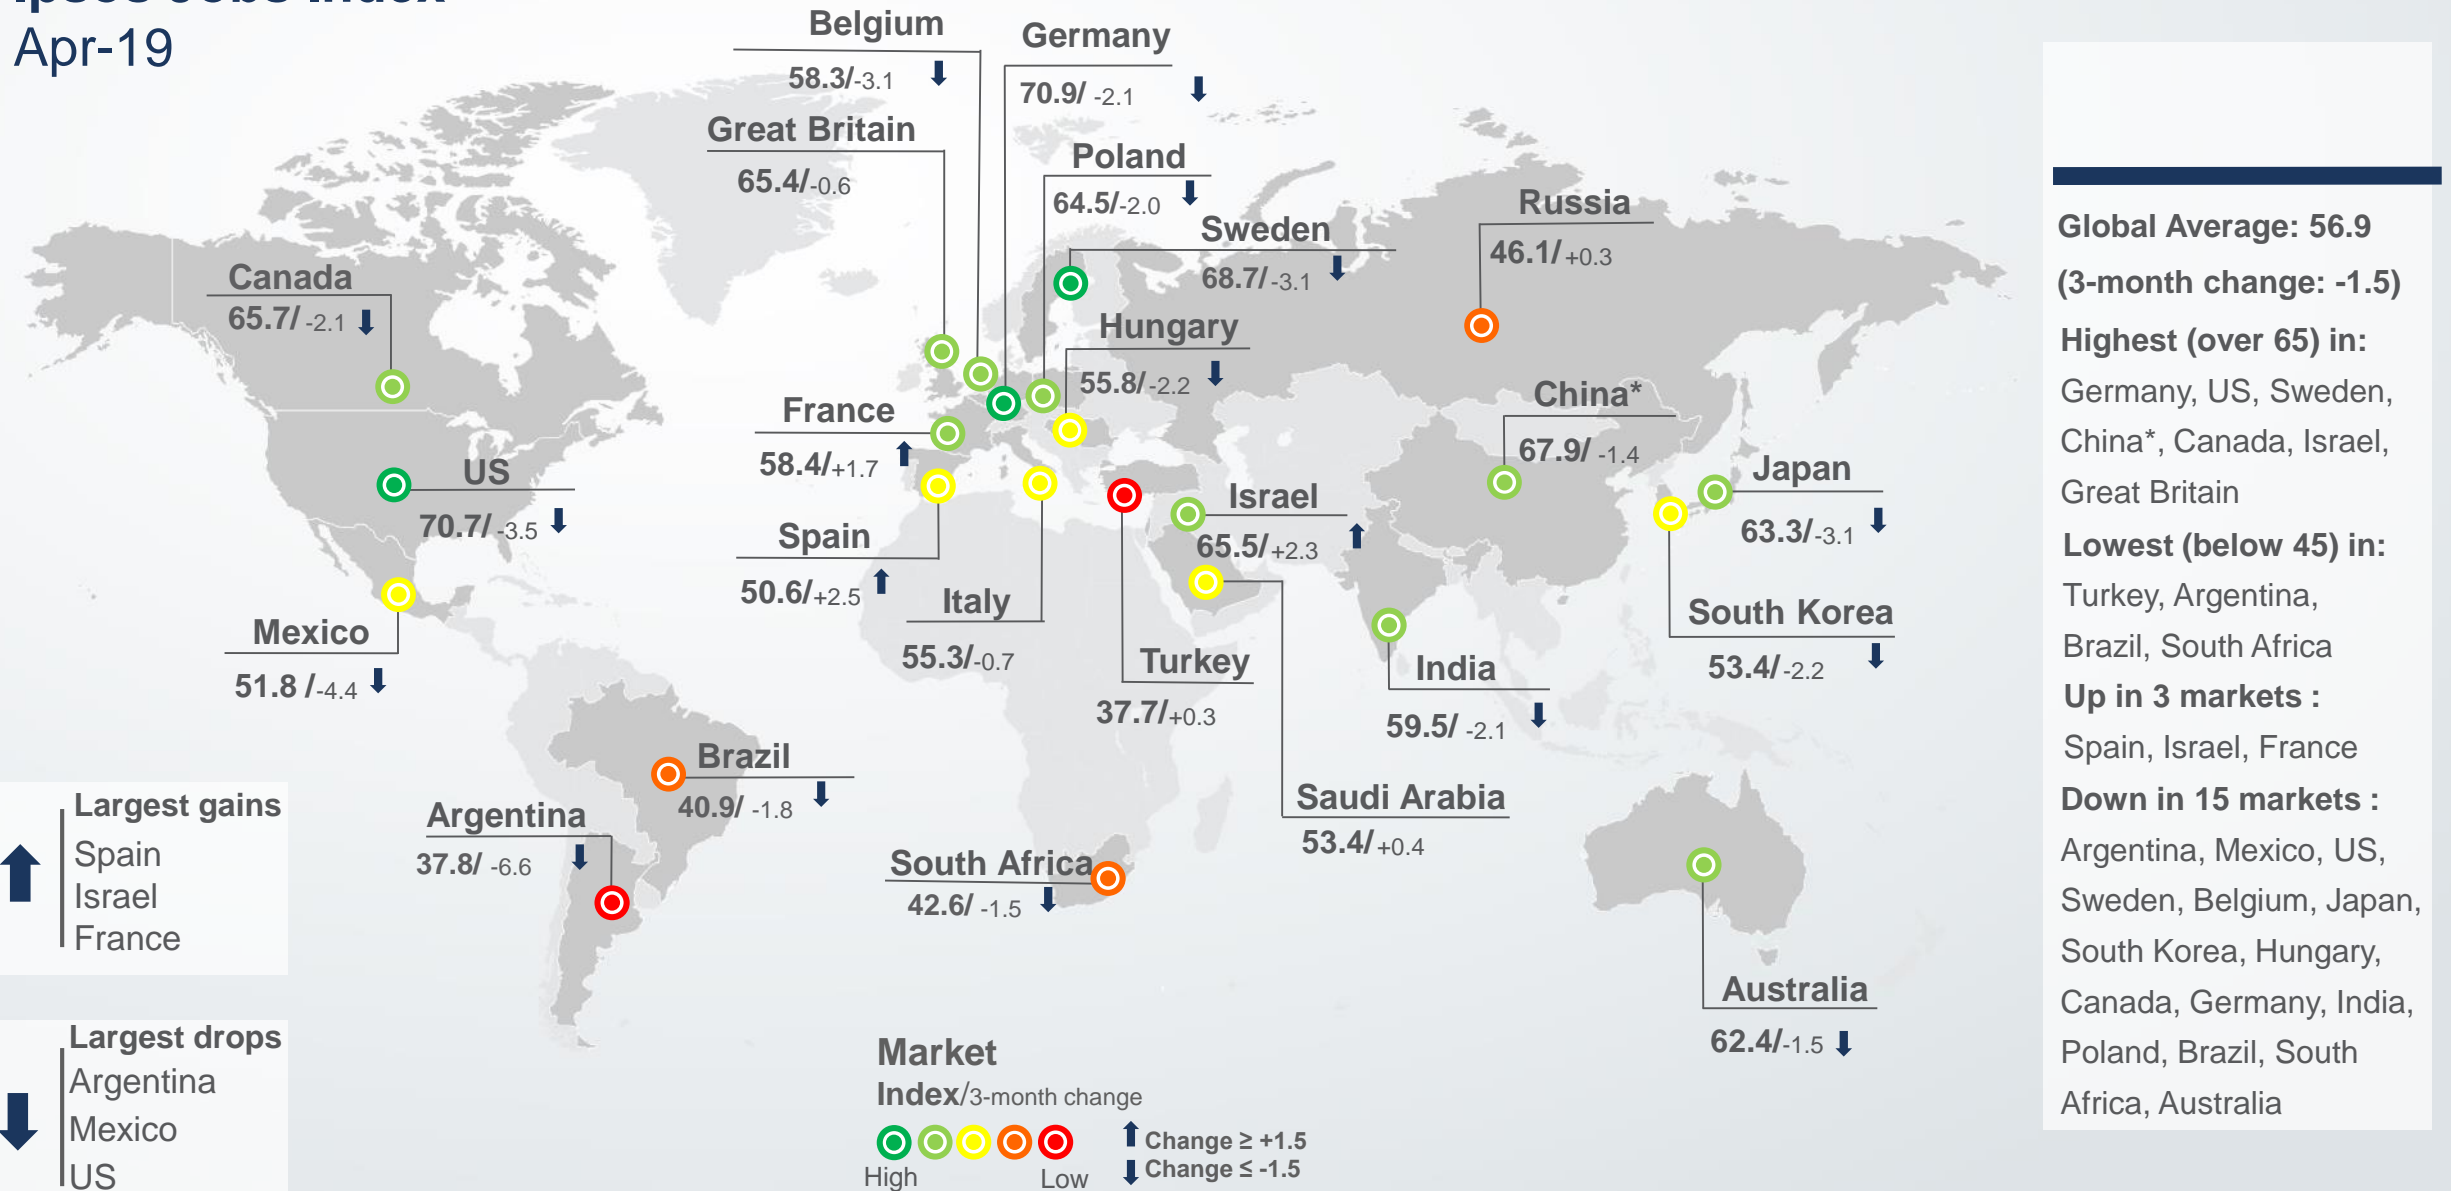 Ipsos Jobs Index
Apr-19
Belgium
58.3/-3.1
Germany
70.9/ -2.1
Great Britain
65.4/-0.6
Poland
64.5/-2.0
Sweden
68.7/-3.1
Russia
46.1/+0.3
Canada
65.7/ -2.1
Hungary
55.8/-2.2
China*
67.9/ -1.4
France
58.4/+1.7
US
70.7/-3.5
Japan
63.3/-3.1
Israel
65.5/+2.3
Spain
50.6/+2.5
Italy
55.3/-0.7
Mexico
51.8 /-4.4
Turkey
37.7/+0.3
India
59.5/ -2.1
South Korea
53.4/-2.2
Brazil
40.9/ -1.8
Argentina
37.8/ -6.6
Saudi Arabia
53.4/+0.4
South Africa
42.6/ -1.5
Australia
62.4/-1.5
Largest gains
Spain
Israel
France
Largest drops
Argentina
Mexico
US
Market
Index/3-month change
High
Low
Change ≥ +1.5
Change ≤ -1.5
Global Average: 56.9
(3-month change: -1.5)
Highest (over 65) in:
Germany, US, Sweden,
China*, Canada, Israel,
Great Britain
Lowest (below 45) in:
Turkey, Argentina,
Brazil, South Africa
Up in 3 markets :
Spain, Israel, France
Down in 15 markets :
Argentina, Mexico, US,
Sweden, Belgium, Japan,
South Korea, Hungary,
Canada, Germany, India,
Poland, Brazil, South
Africa, Australia